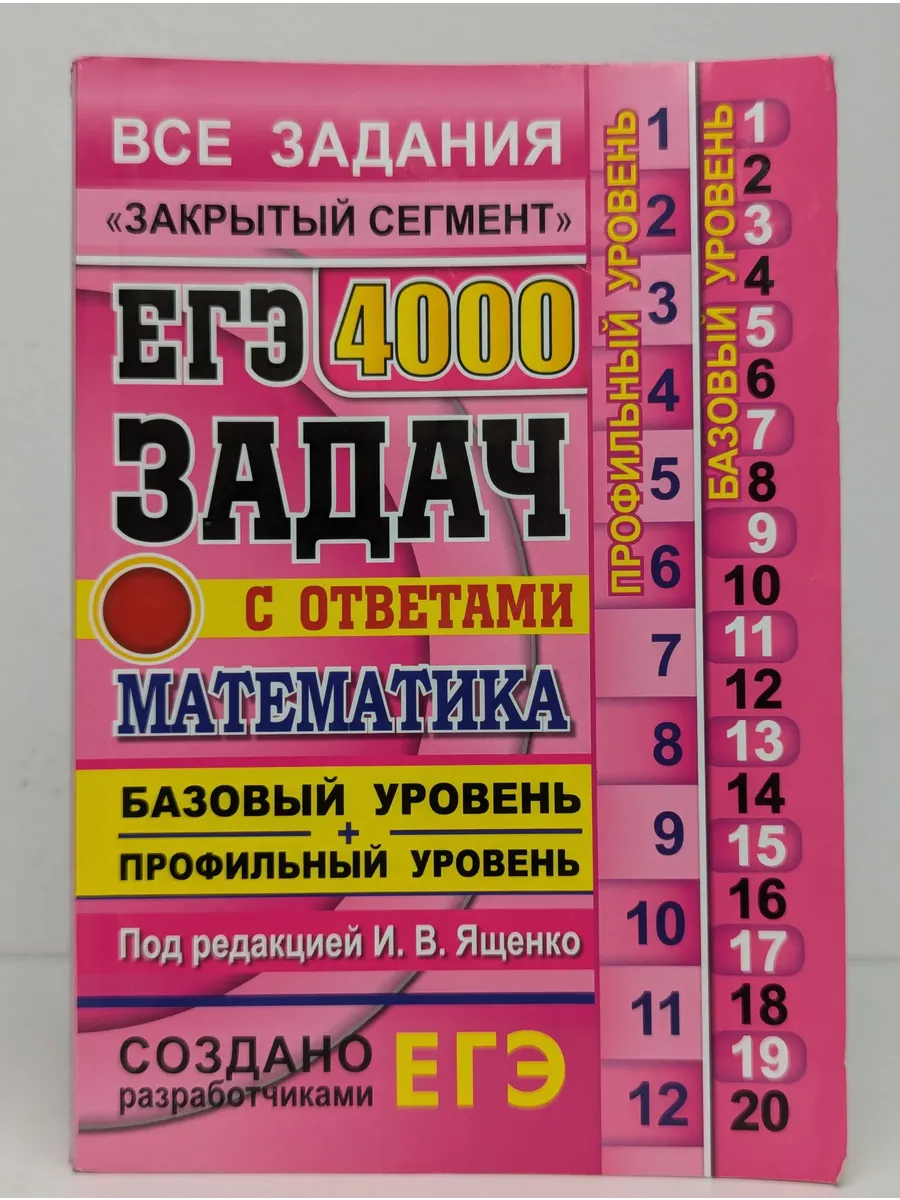 ВСЕ ЗАДАНИЯ
«ЗАКРЫТЫЙ СЕГМЕНТ»
ЕГЭ 4000
ЗАДАЧ
С ОТВЕТАМИ
МАТЕМАТИКА
БАЗОВЫЙ УРОВЕНЬ
+
ПРОФИЛЬНЫЙ УРОВЕНЬ
Под редакцией И. В. Ященко
СОЗДАНО
разработчиками
ЕГЭ
ПРОФИЛЬНЫЙ УРОВЕНЬ
1
2
3
4
5
6
7
8
9
10
11
12
БАЗОВЫЙ УРОВЕНЬ
1
2
3
4
5
6
7
8
9
10
11
12
13
14
15
16
17
18
19
20